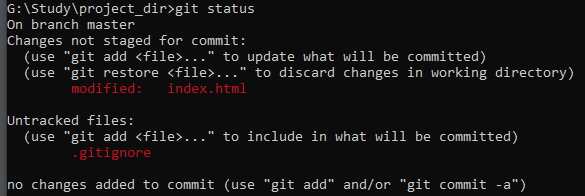 G:\Study\project_dir>git status
On branch master
Changes not staged for commit:
  (use "git add <file>..." to update what will be committed)
  (use "git restore <file>..." to discard changes in working directory)
        modified:   index.html

Untracked files:
  (use "git add <file>..." to include in what will be committed)
        .gitignore

no changes added to commit (use "git add" and/or "git commit -a")